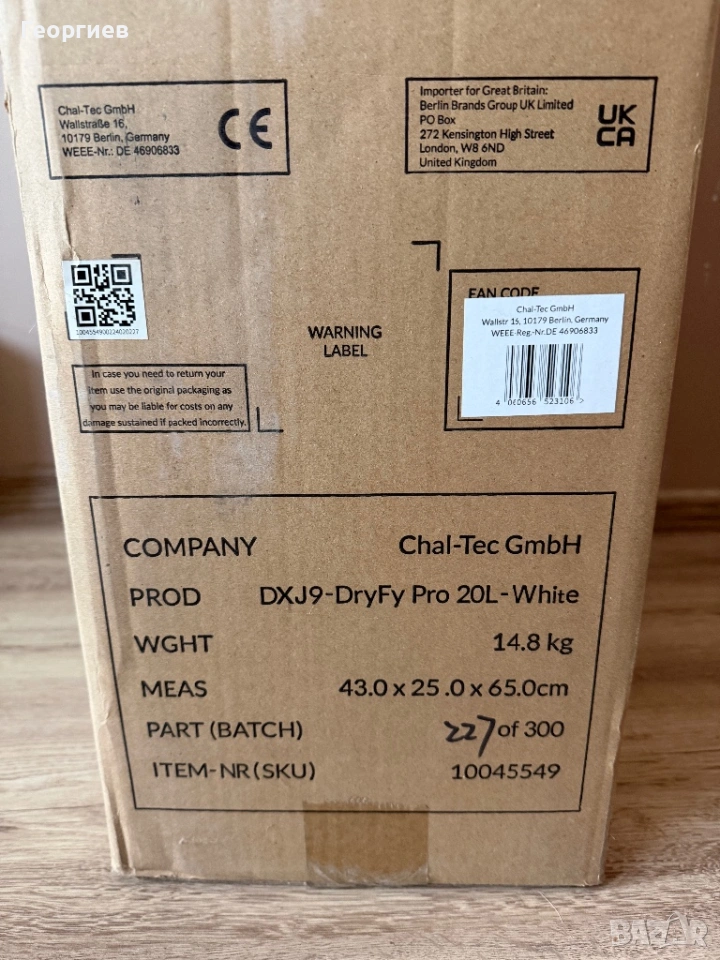 Георгиев
Chal-Tec GmbH
Wallstraße 16,
10179 Berlin, Germany
WEEE-Nr.: DE 46906833
CE
Importer for Great Britain:
Berlin Brands Group UK Limited
PO Box
272 Kensington High Street
London, W8 6ND
United Kingdom
UK
CA
WARNING
LABEL
In case you need to return your
item use the original packaging as
you may be liable for costs on any
damage sustained if packed incorrectly.
EAN CODE
Chal-Tec GmbH
Wallstr 16, 10179 Berlin, Germany
WEEE-Reg.-Nr.DE 46906833
4 060656 523106 >
COMPANY Chal-Tec GmbH
PROD DXJ9-DryFy Pro 20L-White
WGHT 14.8 kg
MEAS 43.0 x 25 .0 x 65.0cm
PART (BATCH) 227 of 300
ITEM-NR(SKU) 10045549
BAZAR